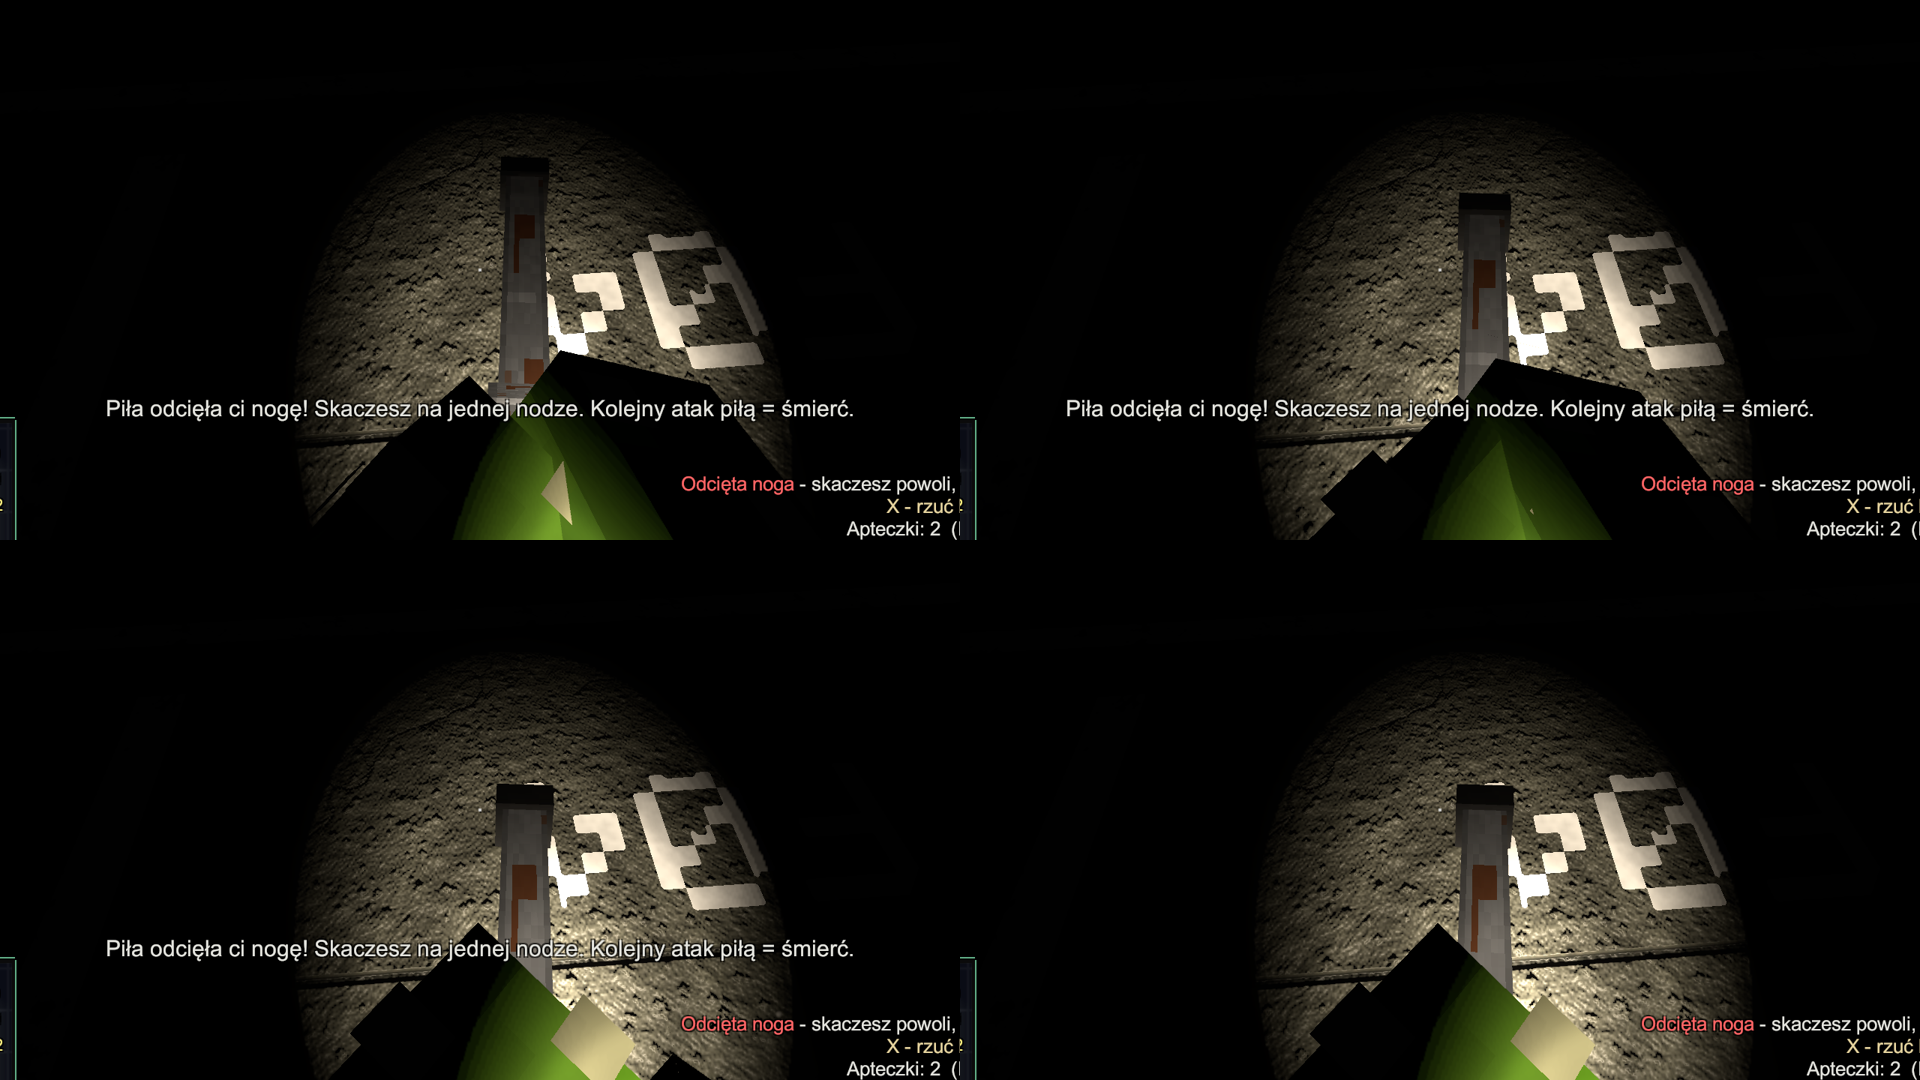 Piła odcięła ci nogę! Skaczesz na jednej nodze. Kolejny atak piłą = śmierć.
Odcięta noga - skaczesz powoli,
X - rzuć
Apteczki: 2 (
Piła odcięła ci nogę! Skaczesz na jednej nodze. Kolejny atak piłą = śmierć.
Odcięta noga - skaczesz powoli,
X - rzuć
Apteczki: 2 (
Piła odcięła ci nogę! Skaczesz na jednej nodze. Kolejny atak piłą = śmierć.
Odcięta noga - skaczesz powoli,
X - rzuć
Apteczki: 2 (
Odcięta noga - skaczesz powoli,
X - rzuć
Apteczki: 2 (